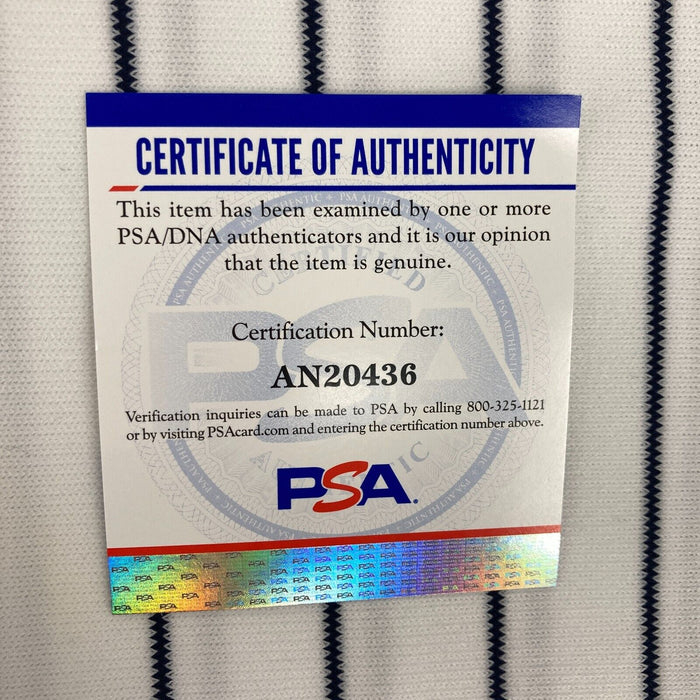 CERTIFICATE OF AUTHENTICITY
This item has been examined by one or more
PSA/DNA authenticators and it is our opinion
that the item is genuine.
CERTIFIED
PSA
Certification Number:
AN20436
Verification inquiries can be made to PSA by calling 800-325-1121
or by visiting PSAcard.com and entering the certification number above.
PSA.